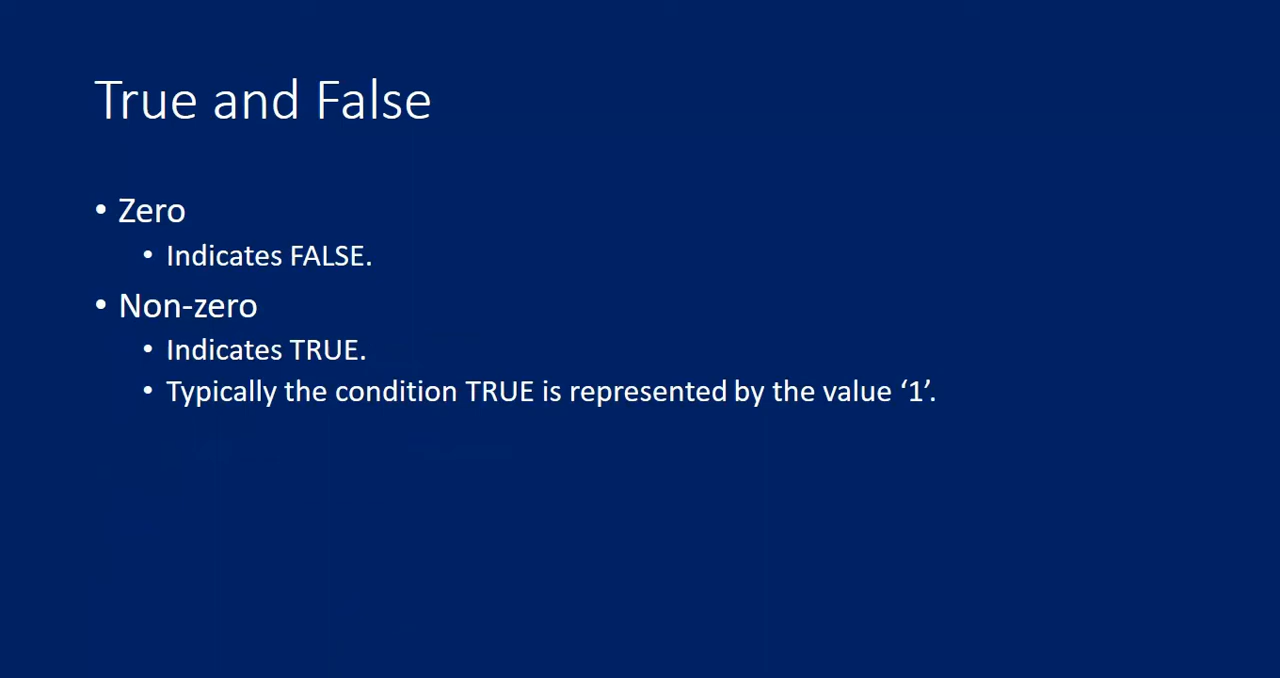 True and False
• Zero
• Indicates FALSE.
• Non-zero
• Indicates TRUE.
• Typically the condition TRUE is represented by the value ‘1’.